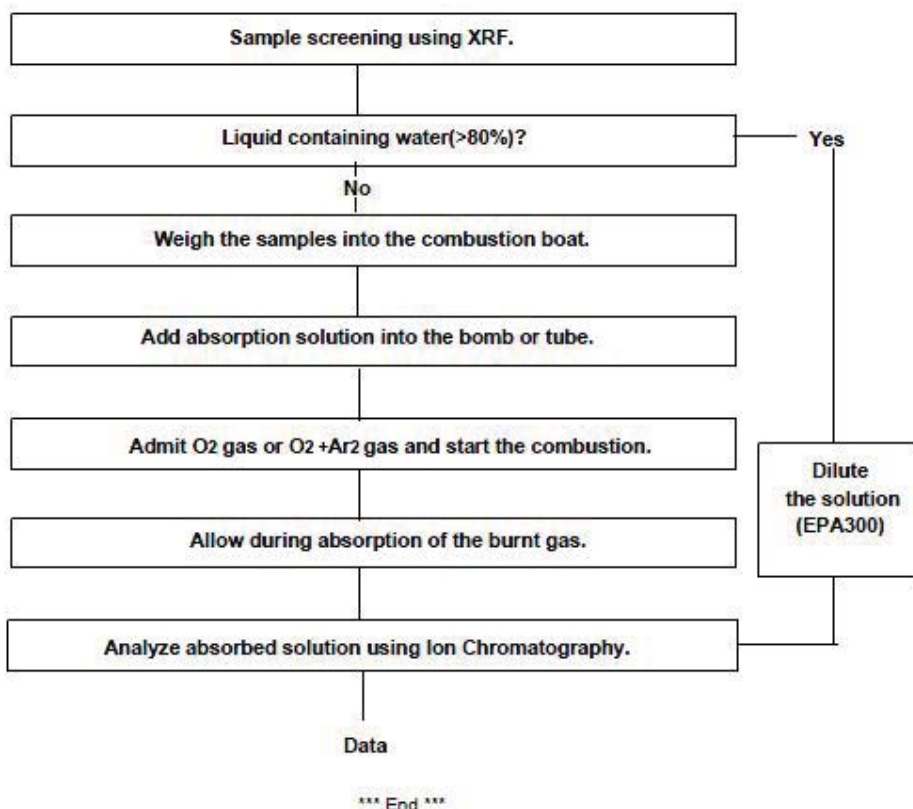 Sample screening using XRF.
Liquid containing water(>80%)?
Yes
No
Weigh the samples into the combustion boat.
Add absorption solution into the bomb or tube.
Admit O2 gas or O2 +Ar2 gas and start the combustion.
Dilute
the solution
(EPA300)
Allow during absorption of the burnt gas.
Analyze absorbed solution using Ion Chromatography.
Data
*** End ***